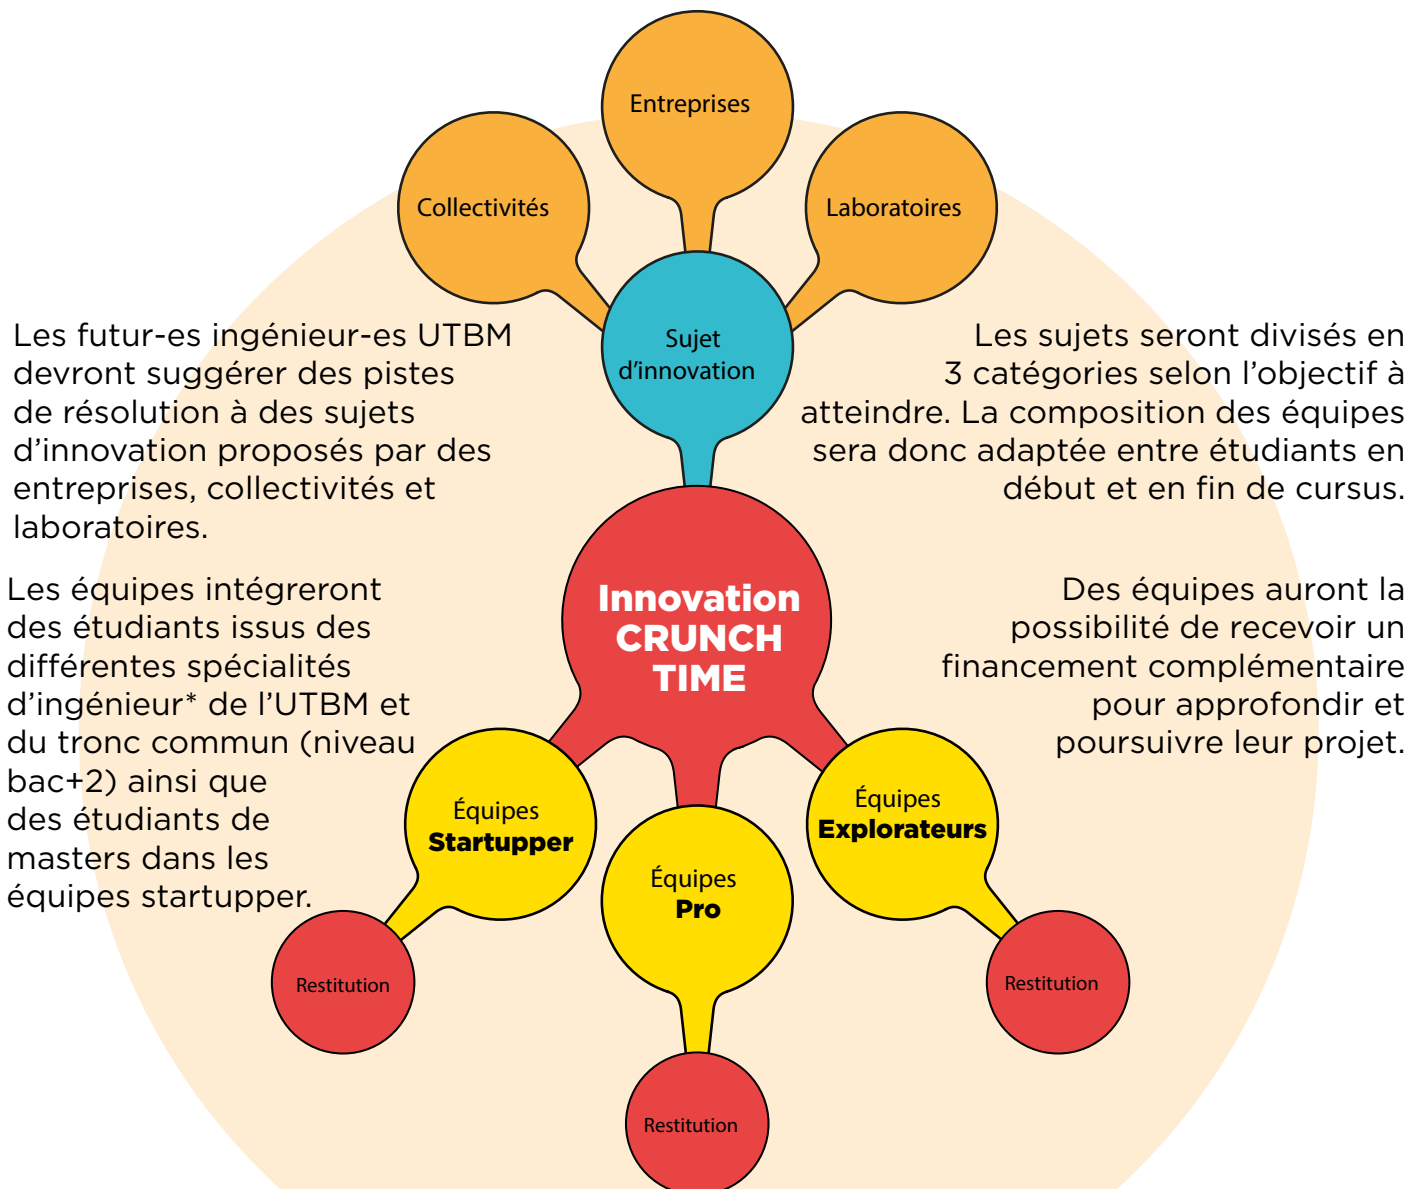 Entreprises
Collectivités
Laboratoires
Sujet
d’innovation
Les futur-es ingénieur-es UTBM
devront suggérer des pistes
de résolution à des sujets
d’innovation proposés par des
entreprises, collectivités et
laboratoires.
Les sujets seront divisés en
3 catégories selon l’objectif à
atteindre. La composition des équipes
sera donc adaptée entre étudiants en
début et en fin de cursus.
Innovation
CRUNCH
TIME
Les équipes intégreront
des étudiants issus des
différentes spécialités
d’ingénieur* de l’UTBM et
du tronc commun (niveau
bac+2) ainsi que
des étudiants de
masters dans les
équipes startupper.
Des équipes auront la
possibilité de recevoir un
financement complémentaire
pour approfondir et
poursuivre leur projet.
Équipes
Startupper
Équipes
Pro
Équipes
Explorateurs
Restitution
Restitution
Restitution